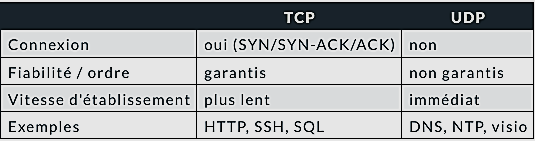 TCP UDP
Connexion oui (SYN/SYN-ACK/ACK) non
Fiabilité / ordre garantis non garantis
Vitesse d'établissement plus lent immédiat
Exemples HTTP, SSH, SQL DNS, NTP, visio